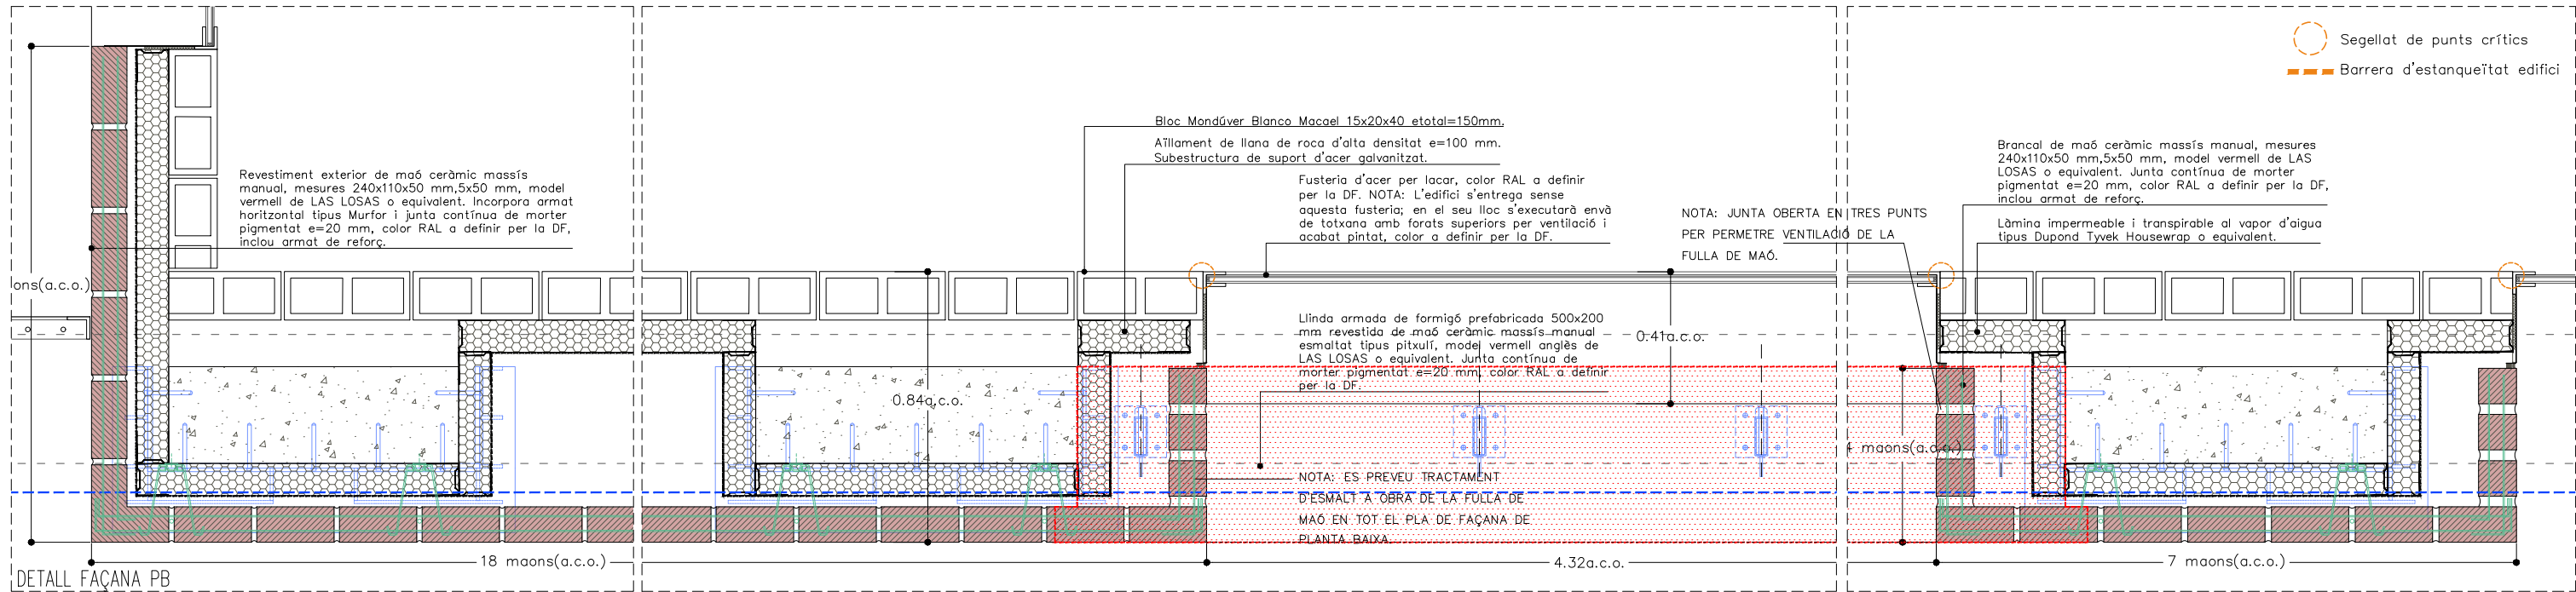 Segellat de punts crítics
Barrera d'estanqueïtat edifici
Revestiment exterior de maó ceràmic massís
manual, mesures 240x110x50 mm,5x50 mm, model
vermell de LAS LOSAS o equivalent. Incorpora armat
horitzontal tipus Murfor i junta contínua de morter
pigmentat e=20 mm, color RAL a definir per la DF,
inclou armat de reforç.
Bloc Mondúver Blanco Macael 15x20x40 etotal=150mm.
Aïllament de llana de roca d'alta densitat e=100 mm.
Subestructura de suport d'acer galvanitzat.
Fusteria d'acer per lacar, color RAL a definir
per la DF. NOTA: L'edifici s'entrega sense
aquesta fusteria; en el seu lloc s'executarà envà
de totxana amb forats superiors per ventilació i
acabat pintat, color a definir per la DF.
NOTA: JUNTA OBERTA EN TRES PUNTS
PER PERMETRE VENTILACIÓ DE LA
FULLA DE MAÓ.
Brancal de maó ceràmic massís manual, mesures
240x110x50 mm,5x50 mm, model vermell de LAS
LOSAS o equivalent. Junta contínua de morter
pigmentat e=20 mm, color RAL a definir per la DF,
inclou armat de reforç.
Làmina impermeable i transpirable al vapor d'aigua
tipus Dupond Tyvek Housewrap o equivalent.
ons(a.c.o.)
Llinda armada de formigó prefabricada 500x200
mm revestida de maó ceràmic massís manual
esmaltat tipus pitxulí, model vermell anglès de
LAS LOSAS o equivalent. Junta contínua de
morter pigmentat e=20 mm, color RAL a definir
per la DF.
0.41a.c.o.
0.84a.c.o.
4 maons(a.c.o.)
NOTA: ES PREVEU TRACTAMENT
D'ESMALT A OBRA DE LA FULLA DE
MAÓ EN TOT EL PLA DE FAÇANA DE
PLANTA BAIXA.
18 maons(a.c.o.)
4.32a.c.o.
7 maons(a.c.o.)
DETALL FAÇANA PB